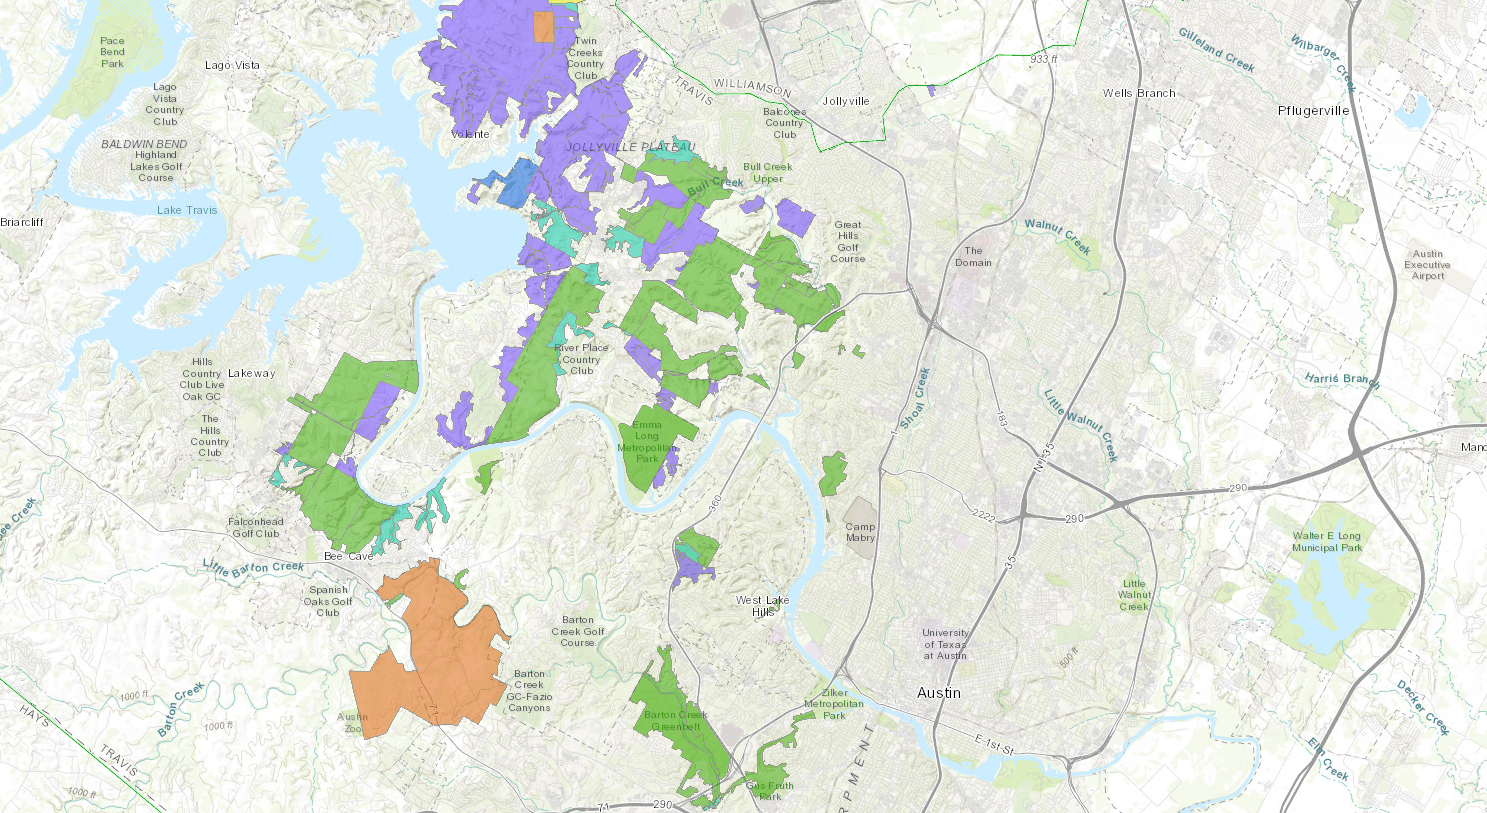 Pace
Bend
Park
Lago Vista
Lago
Vista
Country
Club
BALDWIN BEND
Highland
Lakes Golf
Course
Lake Travis
Briarcliff
Twin
Creeks
Country
Club
Volente
JOLLYVILLE PLATEAU
TRAVIS
WILLIAMSON
Jollyville
Balcones
Country
Club
Bull Creek
Upper
Bull Creek
933 ft
Wells Branch
Gilleland Creek
Wilbarger Creek
Pflugerville
Great
Hills
Golf
Course
The
Domain
Walnut Creek
Austin
Executive
Airport
Hills
Country
Club Live
Oak GC
Lakeway
The
Hills
Country
Club
River Place
Country
Club
Emma
Long
Metropolitan
Park
Shoal Creek
183
Little Walnut Creek
Harris Branch
N I-35
290
2222
290
360
Camp
Mabry
35
Falconhead
Golf Club
Bee Cave
Little Barton Creek
Spanish
Oaks Golf
Club
Barton
Creek Golf
Course
West Lake
Hills
Little
Walnut
Creek
Walter E Long
Municipal Park
University
of Texas
at Austin
500 ft
Austin
Barton
Creek
GC-Fazio
Canyons
1000 ft
1000 ft
Barton Creek
Austin
Zoo
HAYS
TRAVIS
Barton Creek
Greenbelt
Zilker
Metropolitan
Park
E 1st St
Gus Fruth
Park
71
290
Decker Creek
Elm Creek